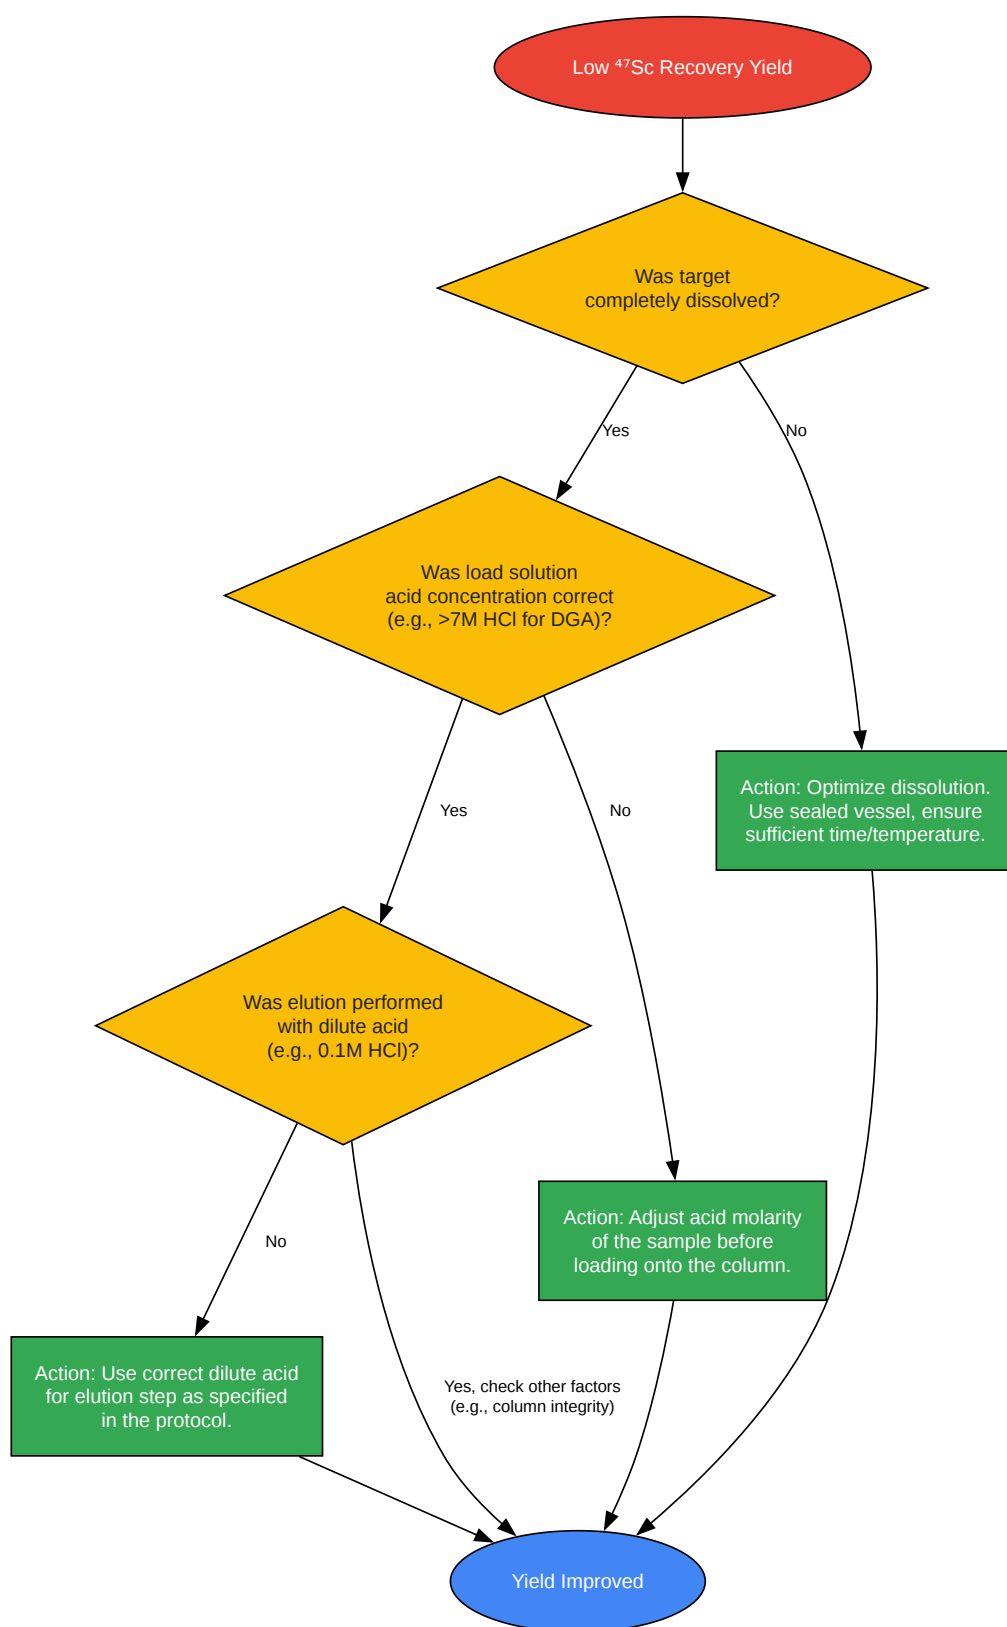 Low ⁴⁷Sc Recovery Yield
Was target
completely dissolved?
Yes
No
Was load solution
acid concentration correct
(e.g., >7M HCl for DGA)?
Action: Optimize dissolution.
Use sealed vessel, ensure
sufficient time/temperature.
Yes
No
Was elution performed
with dilute acid
(e.g., 0.1M HCl)?
Action: Adjust acid molarity
of the sample before
loading onto the column.
No
Action: Use correct dilute acid
for elution step as specified
in the protocol.
Yes, check other factors
(e.g., column integrity)
Yield Improved